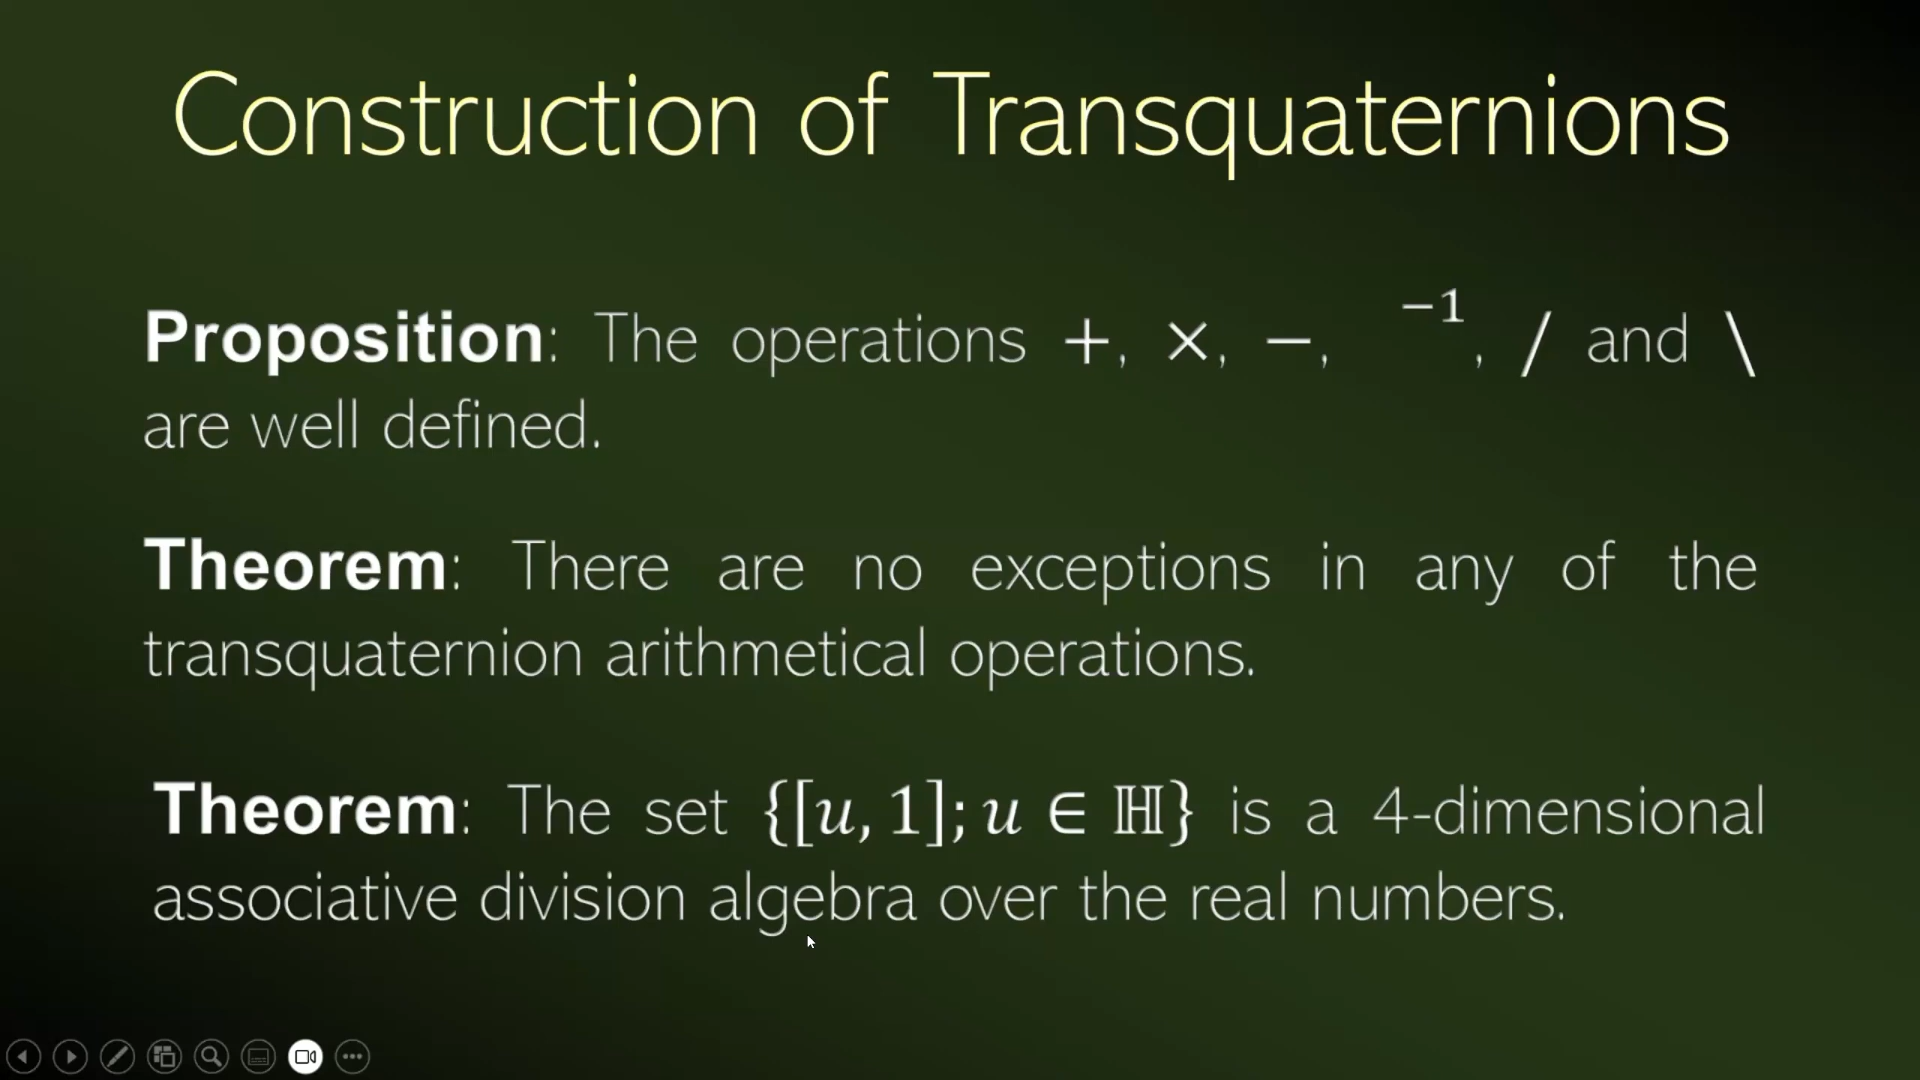 Construction of Transquaternions
Proposition: The operations +, ×, −, ⁻¹, / and \
are well defined.
Theorem: There are no exceptions in any of the
transquaternion arithmetical operations.
Theorem: The set {[u, 1]; u ∈ ℍ} is a 4-dimensional
associative division algebra over the real numbers.